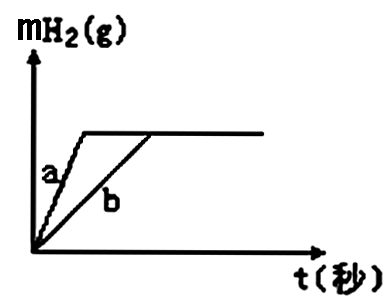 mH₂(g)
a
b
t(秒)